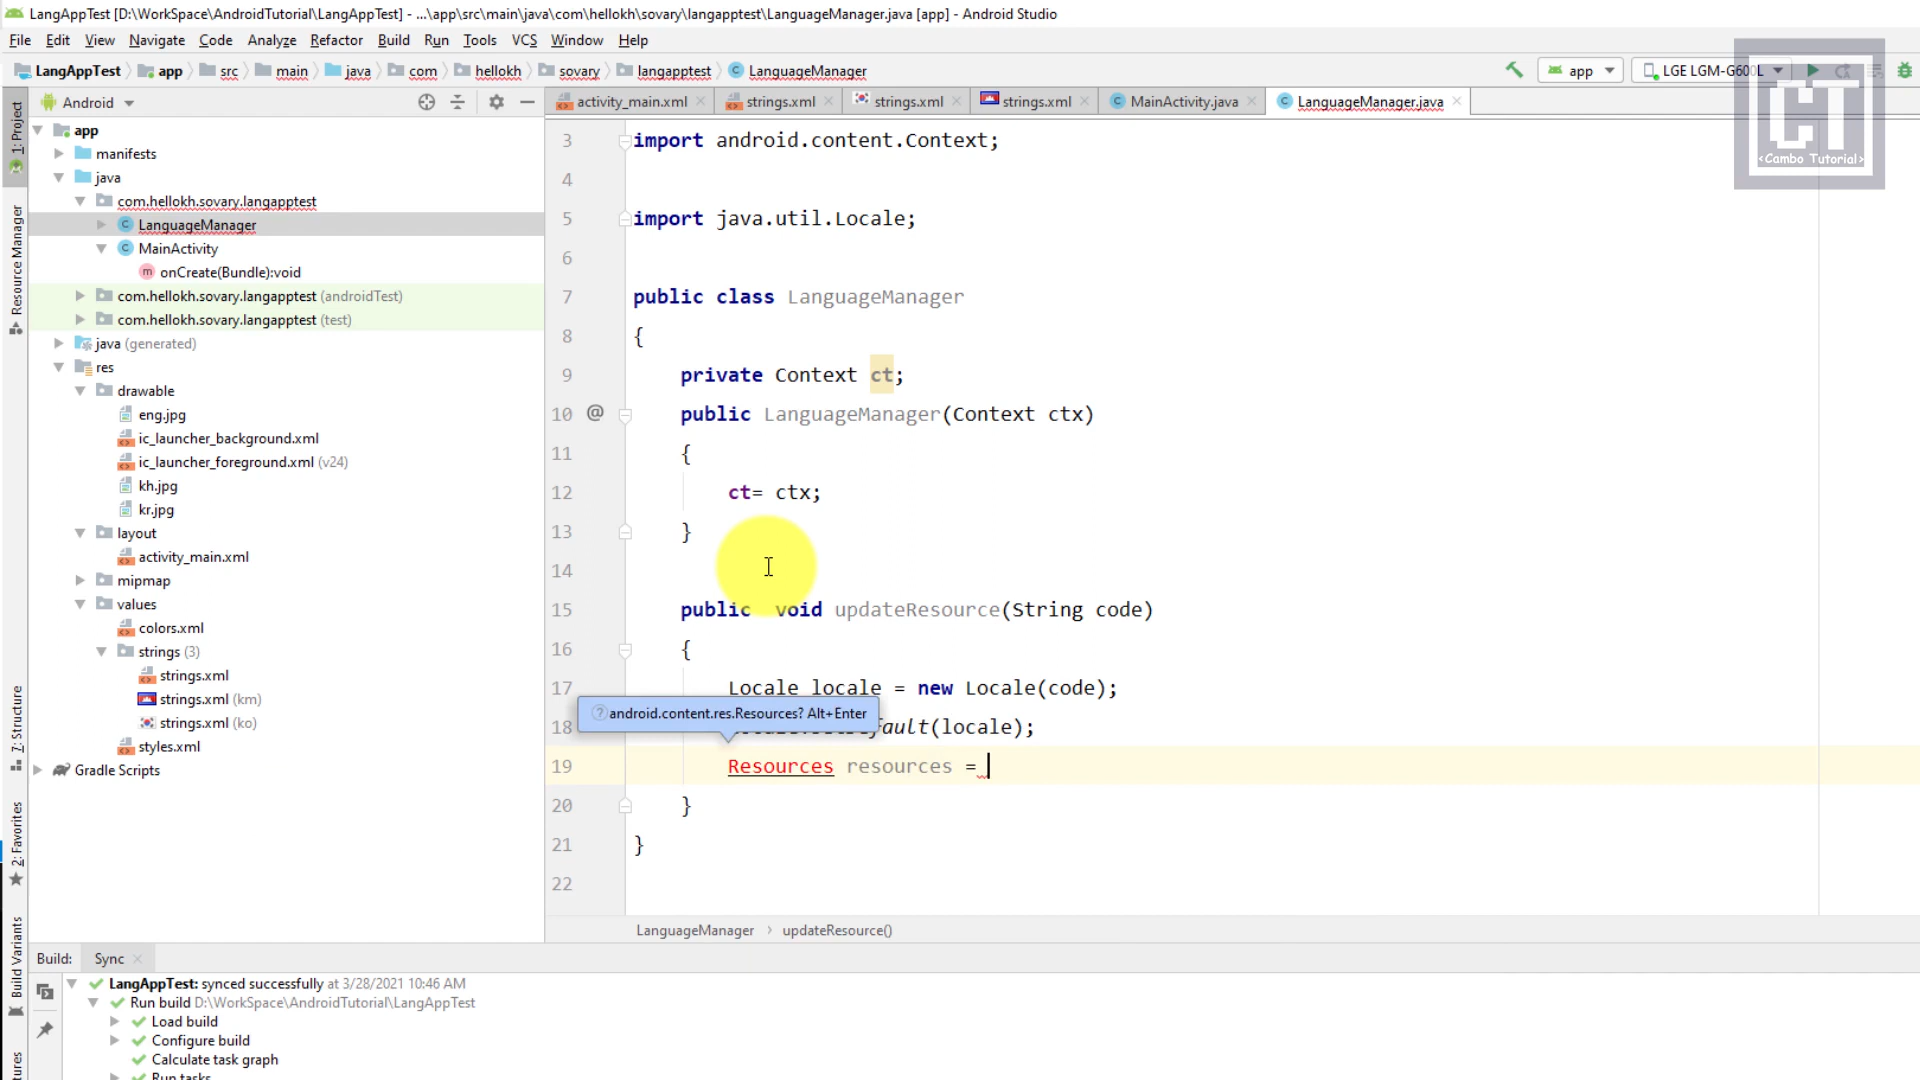 LangAppTest [D:\WorkSpace\AndroidTutorial\LangAppTest] - ...\app\src\main\java\com\hellokh\sovary\langapptest\LanguageManager.java [app] - Android Studio
File Edit View Navigate Code Analyze Refactor Build Run Tools VCS Window Help
LangAppTest app src main java com hellokh sovary langapptest LanguageManager app LGE LGM-G600L
CT
<Cambo Tutorial>
Android activity_main.xml strings.xml strings.xml strings.xml MainActivity.java LanguageManager.java
1: Project
Resource Manager
7: Structure
2: Favorites
Build Variants
app
manifests
java
com.hellokh.sovary.langapptest
LanguageManager
MainActivity
onCreate(Bundle):void
com.hellokh.sovary.langapptest (androidTest)
com.hellokh.sovary.langapptest (test)
java (generated)
res
drawable
eng.jpg
ic_launcher_background.xml
ic_launcher_foreground.xml (v24)
kh.jpg
kr.jpg
layout
activity_main.xml
mipmap
values
colors.xml
strings (3)
strings.xml
strings.xml (km)
strings.xml (ko)
styles.xml
Gradle Scripts
3 import android.content.Context;
4
5 import java.util.Locale;
6
7 public class LanguageManager
8 {
9 private Context ct;
10 @ public LanguageManager(Context ctx)
11 {
12 ct= ctx;
13 }
14
15 public void updateResource(String code)
16 {
17 Locale locale = new Locale(code);
android.content.res.Resources? Alt+Enter
18 (locale);
19 Resources resources =
20 }
21 }
22
LanguageManager › updateResource()
Build: Sync
LangAppTest: synced successfully at 3/28/2021 10:46 AM
Run build D:\WorkSpace\AndroidTutorial\LangAppTest
Load build
Configure build
Calculate task graph
Run tasks